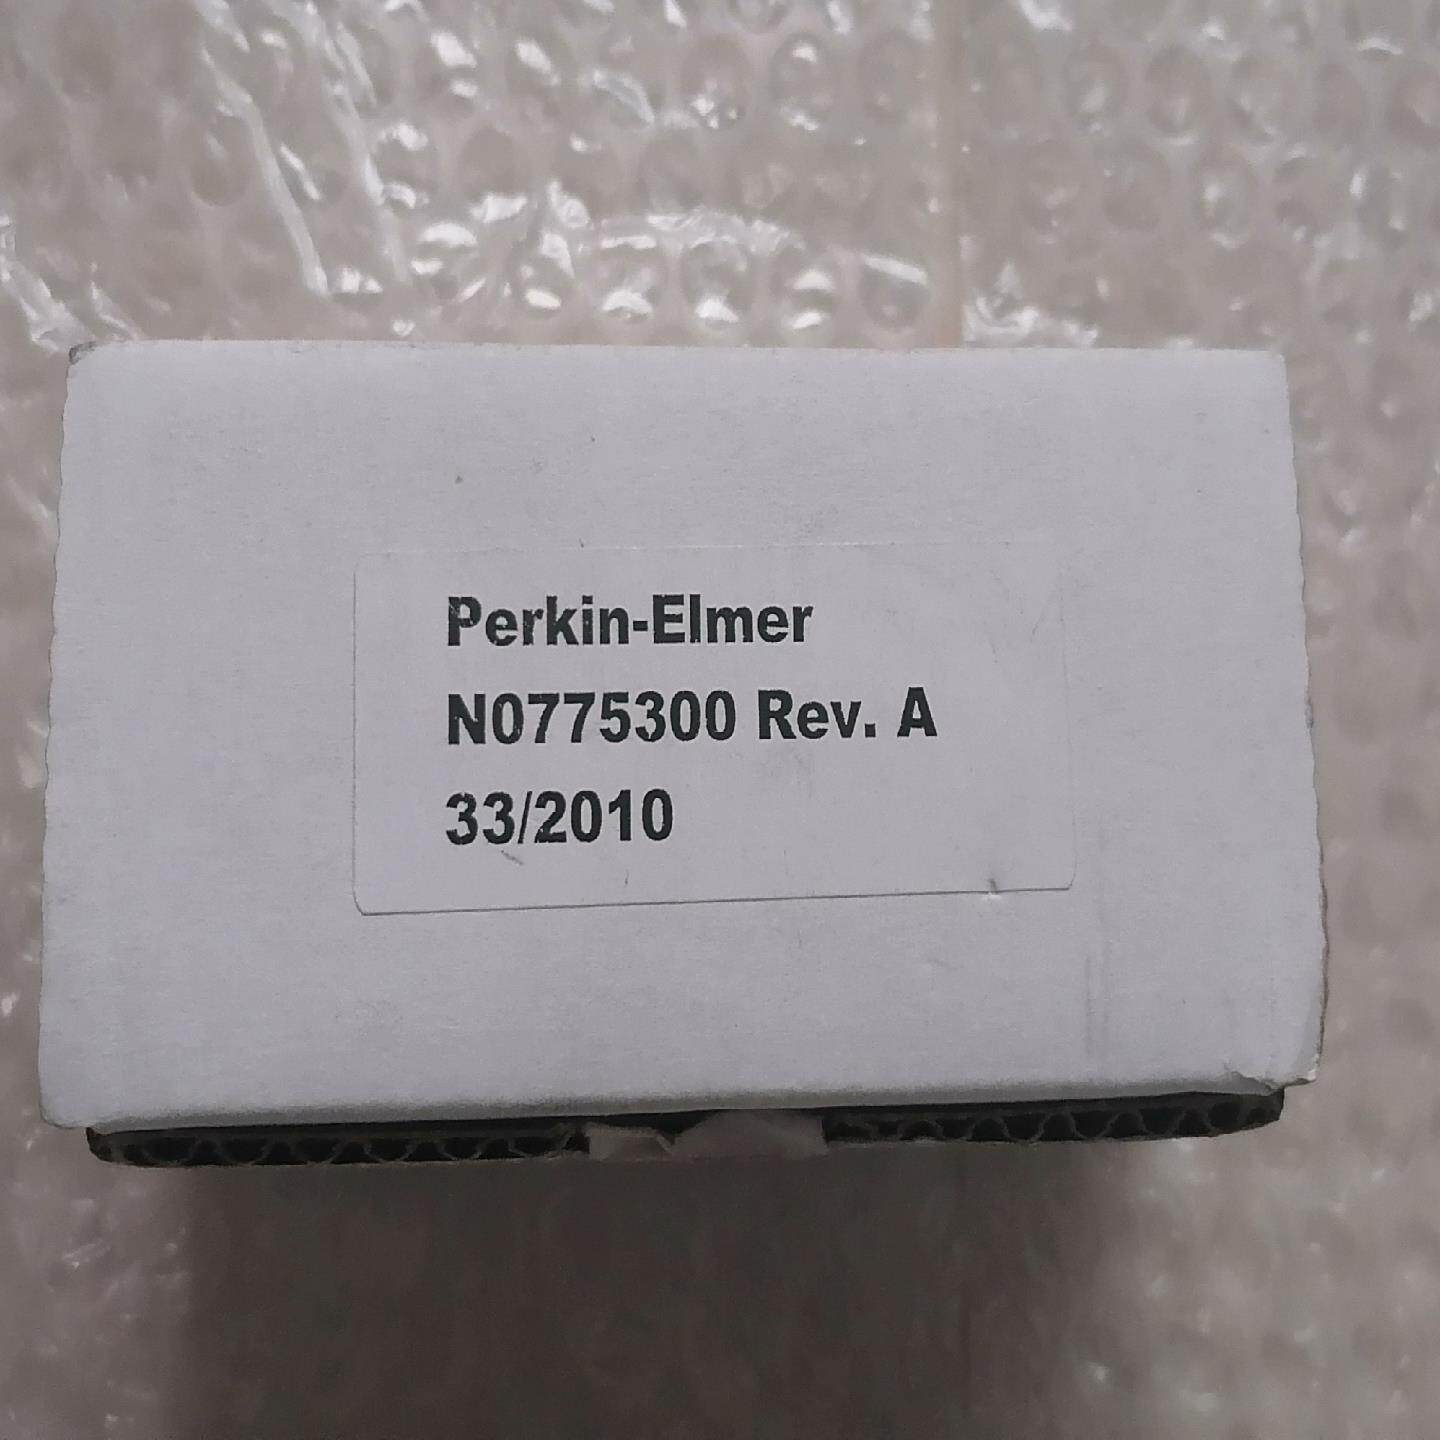 Perkin-Elmer
N0775300 Rev. A
33/2010